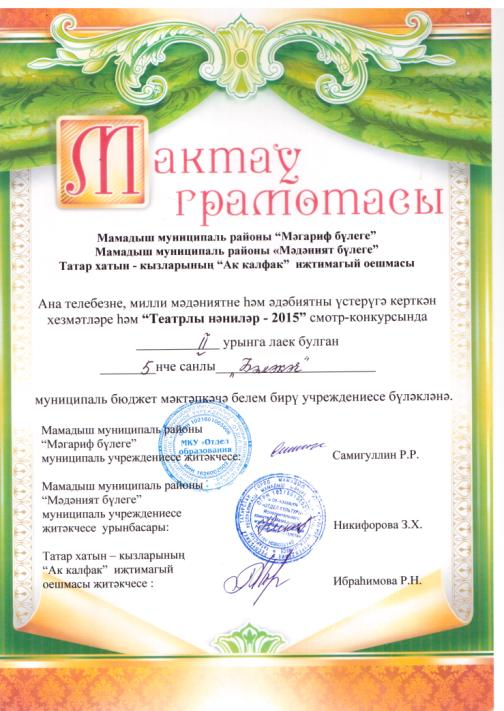 Мактау
грамотасы
Мамадыш муниципаль районы “Мәгариф бүлеге”
Мамадыш муниципаль районы «Мәдәният бүлеге”
Татар хатын - кызларының “Ак калфак” иҗтимагый оешмасы
Ана телебезне, милли мәдәниятне һәм әдәбиятны үстерүгә керткән
хезмәтләре һәм “Театрлы нәниләр - 2015” смотр-конкурсында
II урынга лаек булган
5 нче санлы
муниципаль бюджет мәктәпкәчә белем бирү учреждениесе бүләкләнә.
Мамадыш муниципаль районы
“Мәгариф бүлеге”
муниципаль учреждениесе җитәкчесе:
Самигуллин Р.Р.
МКУ «Отдел
образования
Мамадыш муниципаль районы
“Мәдәният бүлеге”
муниципаль учреждениесе
җитәкчесе урынбасары:
Никифорова З.Х.
Татар хатын – кызларының
“Ак калфак” иҗтимагый
оешмасы җитәкчесе :
Ибраһимова Р.Н.